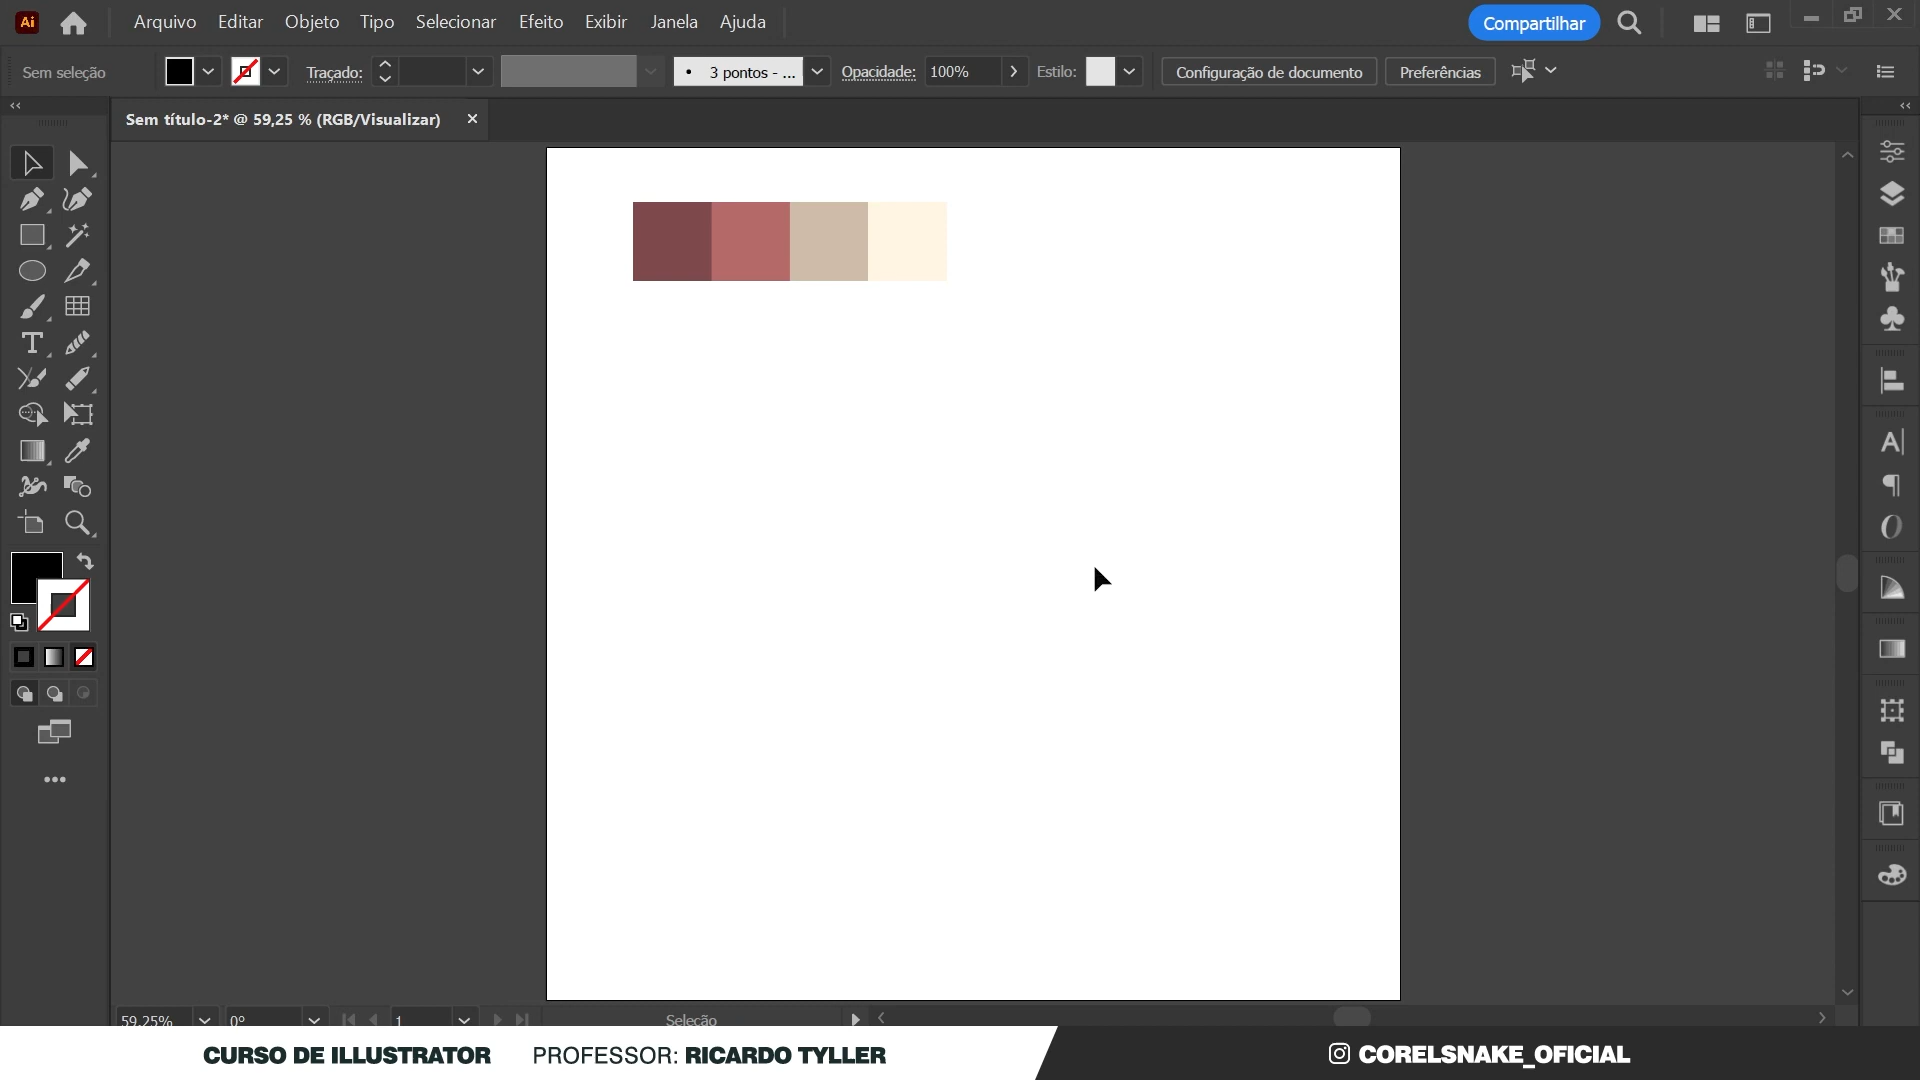 Ai Arquivo Editar Objeto Tipo Selecionar Efeito Exibir Janela Ajuda Compartilhar
Sem seleção Traçado: 3 pontos - ... Opacidade: 100% Estilo: Configuração de documento Preferências
Sem título-2* @ 59,25 % (RGB/Visualizar)
59,25% 0° 1 Seleção
CURSO DE ILLUSTRATOR PROFESSOR: RICARDO TYLLER CORELSNAKE_OFICIAL